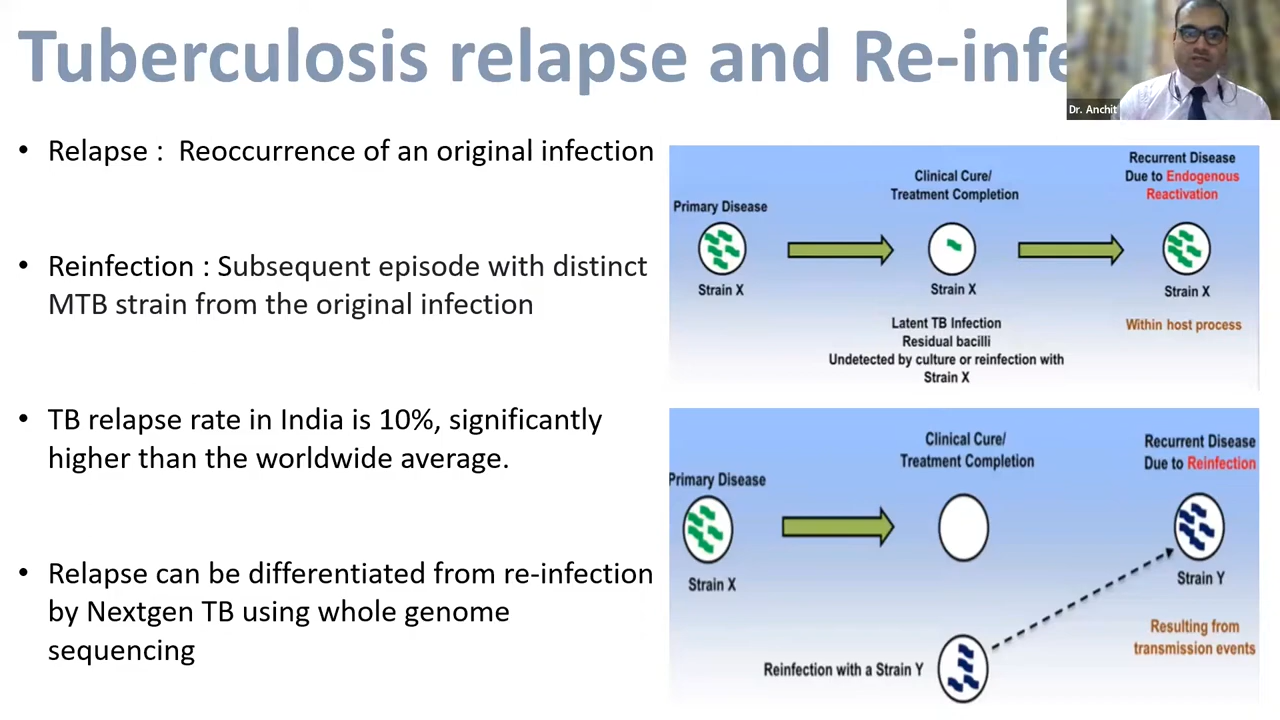 Tuberculosis relapse and Re-infe
Dr. Anchit
• Relapse : Reoccurrence of an original infection
• Reinfection : Subsequent episode with distinct
MTB strain from the original infection
• TB relapse rate in India is 10%, significantly
higher than the worldwide average.
• Relapse can be differentiated from re-infection
by Nextgen TB using whole genome
sequencing
Primary Disease
Strain X
Clinical Cure/
Treatment Completion
Strain X
Latent TB Infection
Residual bacilli
Undetected by culture or reinfection with
Strain X
Recurrent Disease
Due to Endogenous
Reactivation
Strain X
Within host process
Primary Disease
Strain X
Clinical Cure/
Treatment Completion
Reinfection with a Strain Y
Recurrent Disease
Due to Reinfection
Strain Y
Resulting from
transmission events